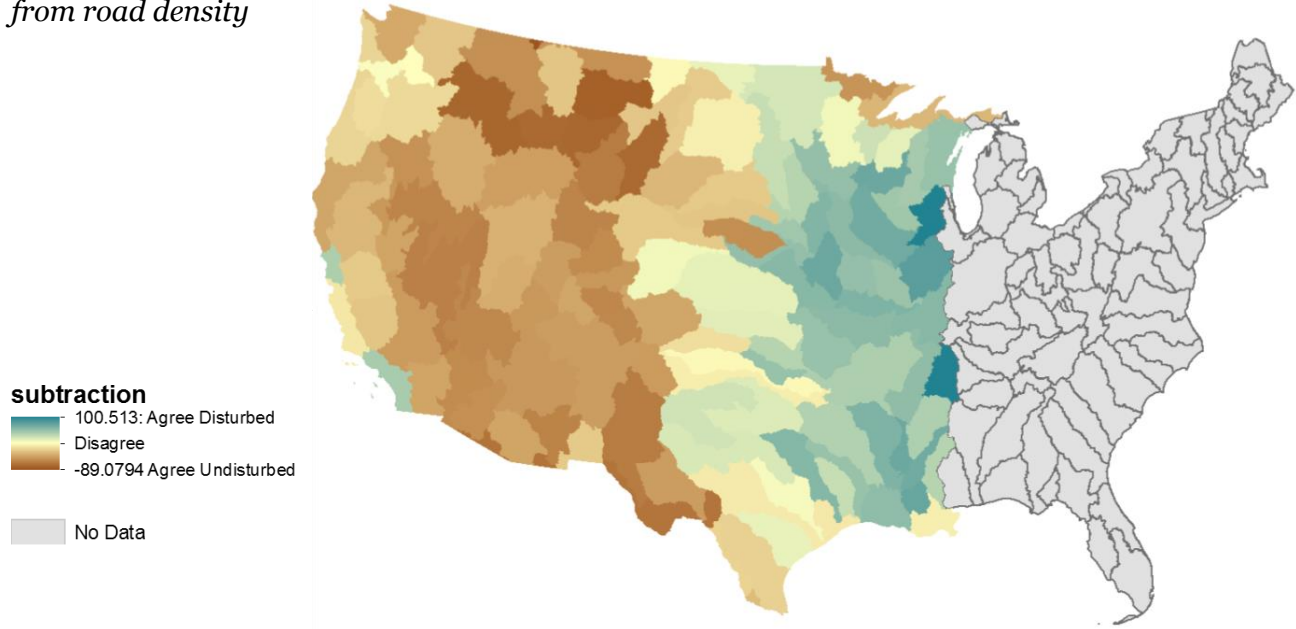 from road density
subtraction
100.513: Agree Disturbed
Disagree
-89.0794 Agree Undisturbed
No Data